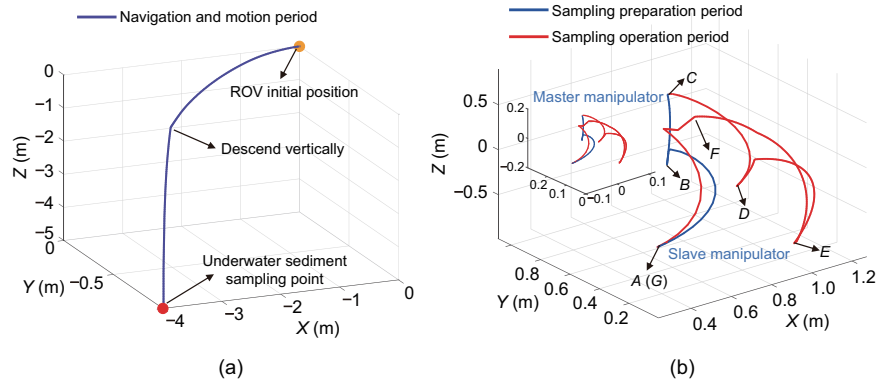 Navigation and motion period
0
−1
−2
−3
−4
−5
Z (m)
ROV initial position
Descend vertically
Underwater sediment
sampling point
0
−0.5
Y (m)
−4
−3
−2
−1
0
X (m)
(a)
Sampling preparation period
Sampling operation period
Master manipulator
C
0.5
0
−0.5
Z (m)
0.2
0
−0.2
0.2
0.1
0
−0.1
0
0.1
B
F
D
Slave manipulator
A (G)
E
0.8
0.6
0.4
0.2
Y (m)
0.4
0.6
0.8
1.0
1.2
X (m)
(b)